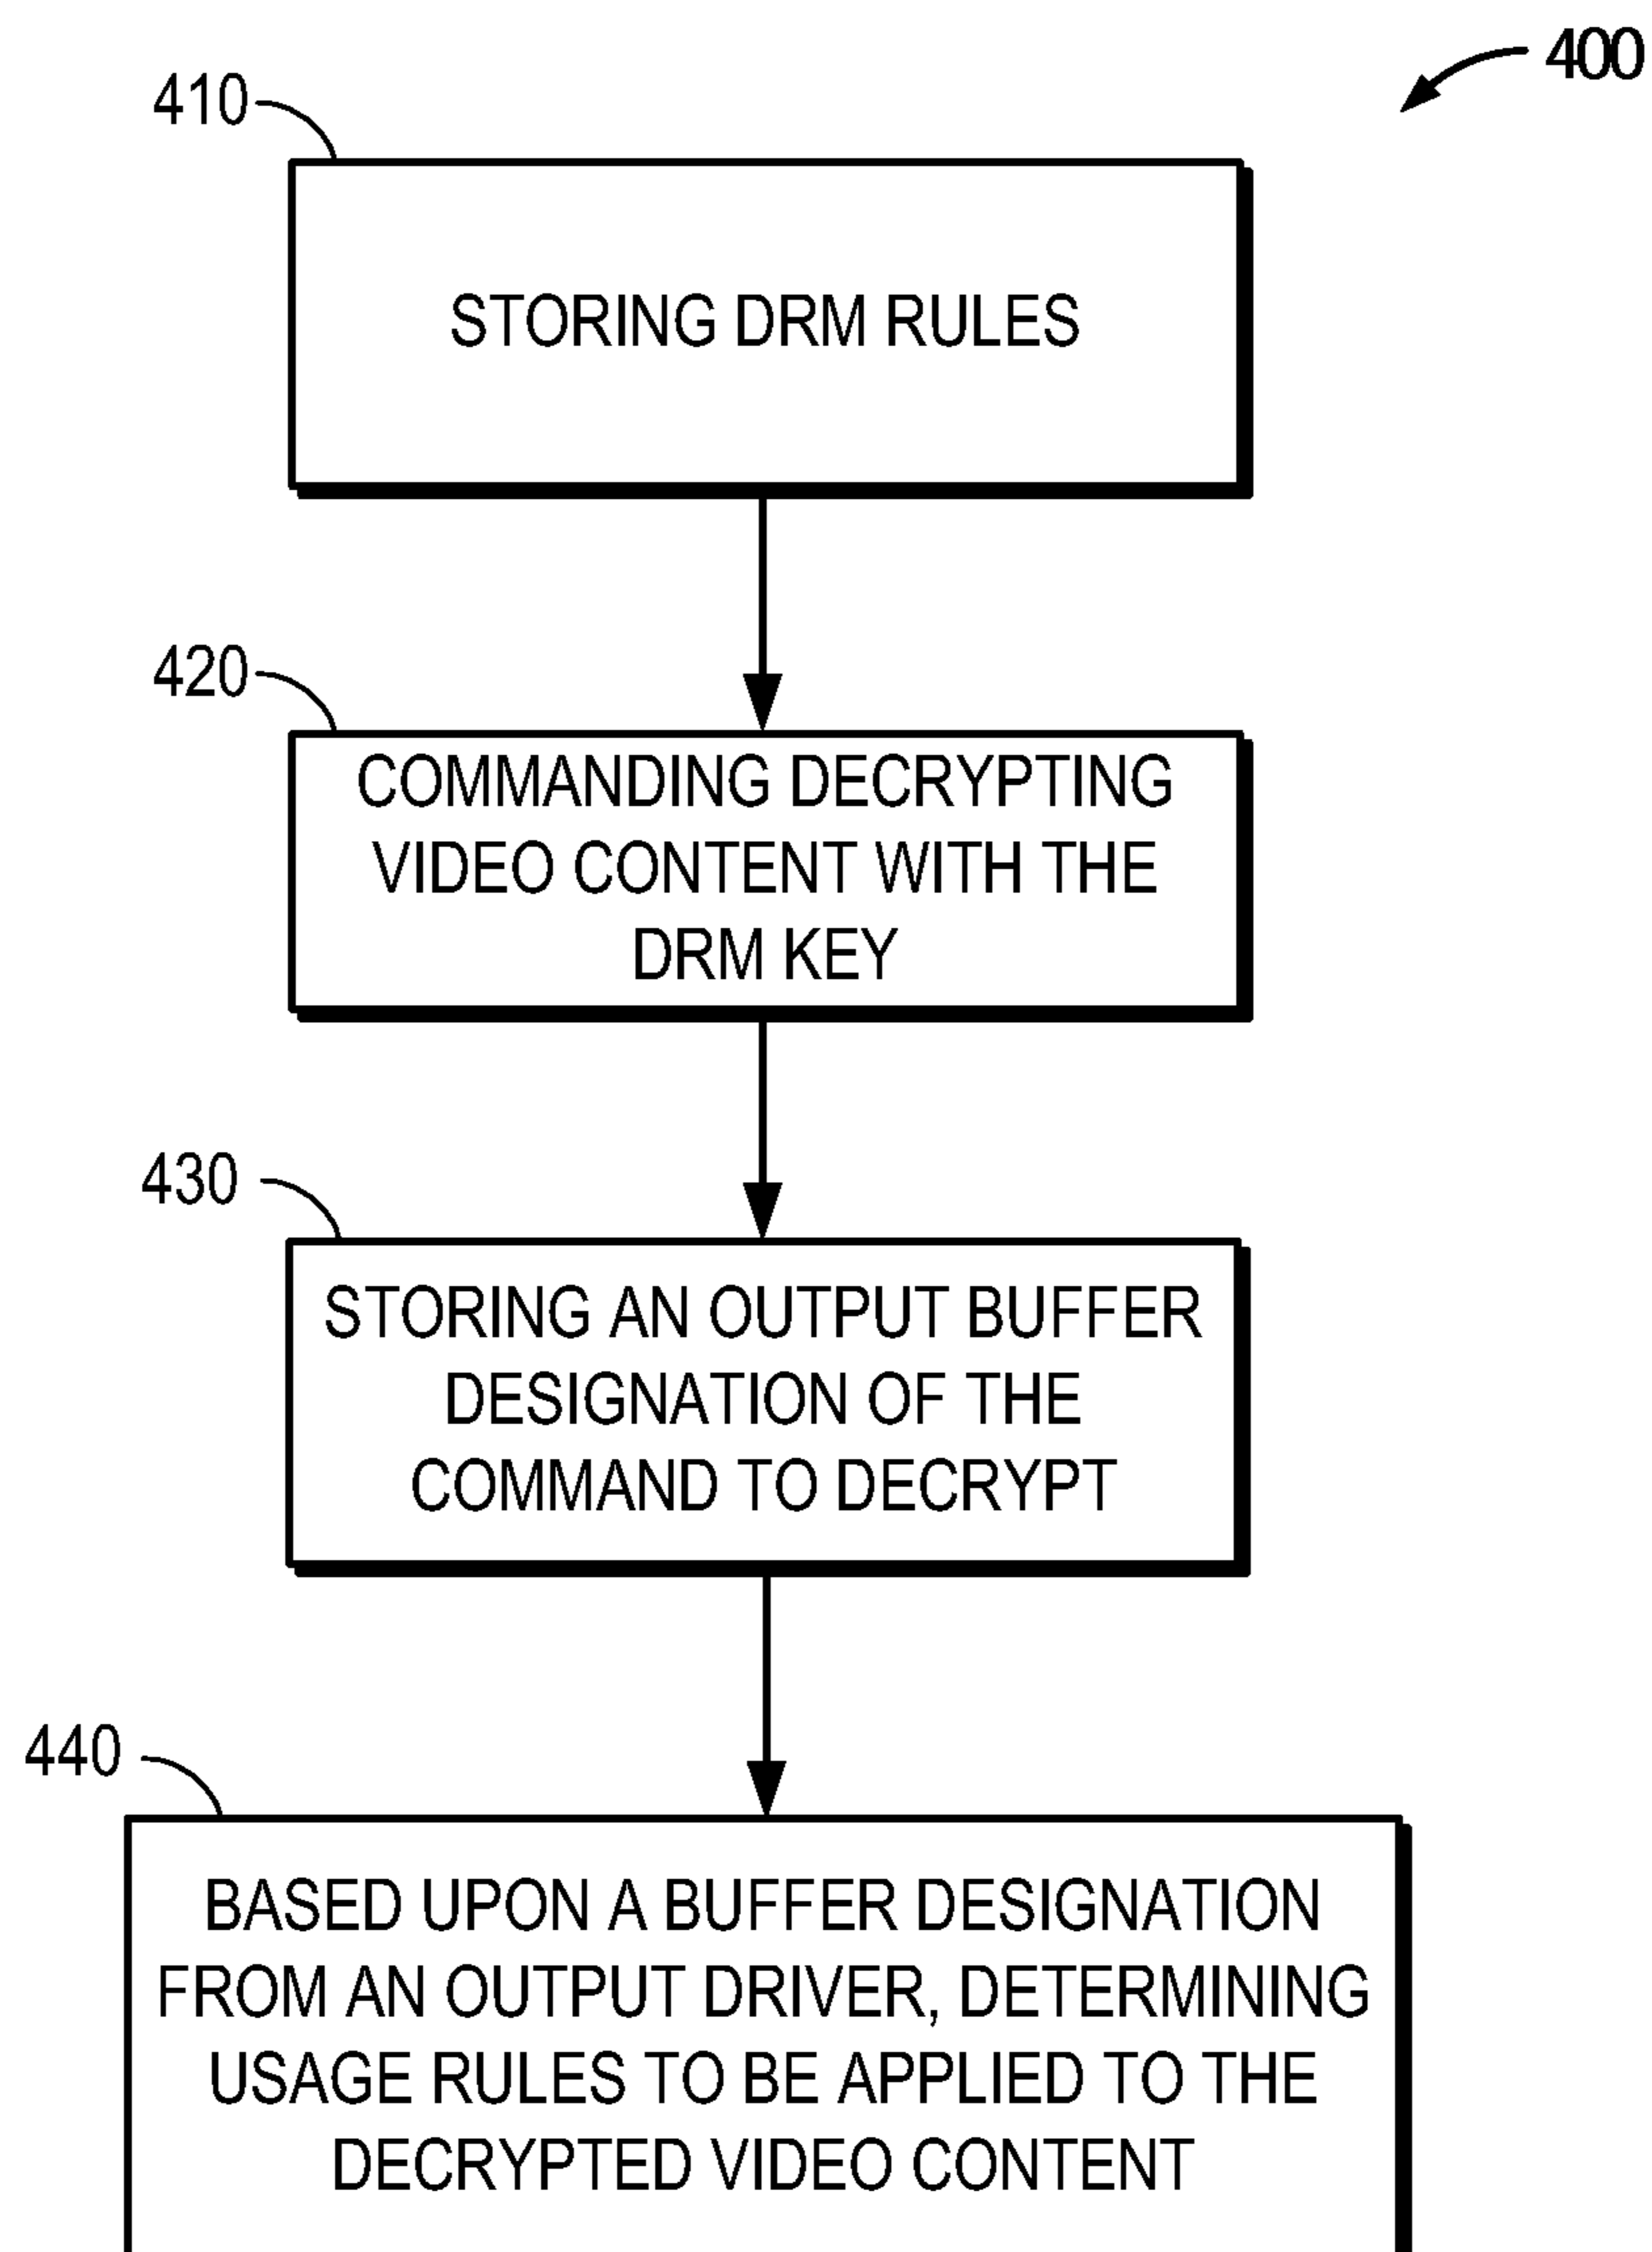 400
410
STORING DRM RULES
420
COMMANDING DECRYPTING
VIDEO CONTENT WITH THE
DRM KEY
430
STORING AN OUTPUT BUFFER
DESIGNATION OF THE
COMMAND TO DECRYPT
440
BASED UPON A BUFFER DESIGNATION
FROM AN OUTPUT DRIVER, DETERMINING
USAGE RULES TO BE APPLIED TO THE
DECRYPTED VIDEO CONTENT